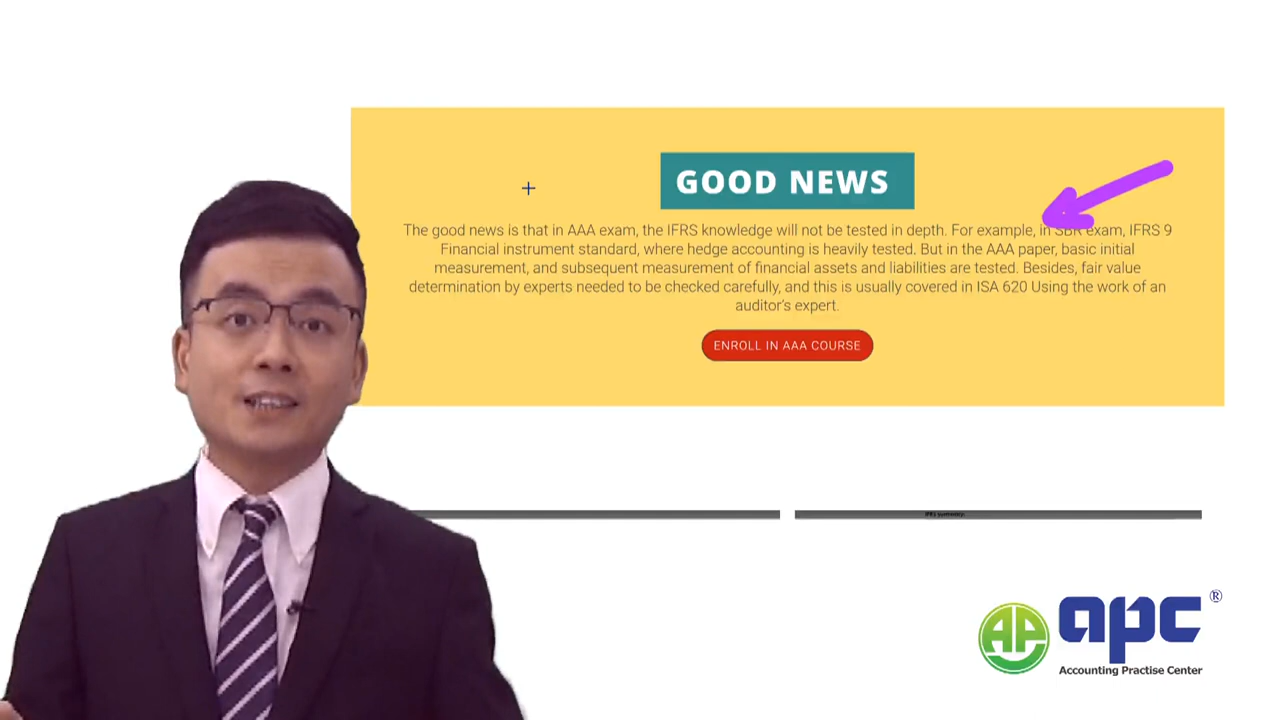 GOOD NEWS
The good news is that in AAA exam, the IFRS knowledge will not be tested in depth. For example, in SBR exam, IFRS 9
Financial instrument standard, where hedge accounting is heavily tested. But in the AAA paper, basic initial
measurement, and subsequent measurement of financial assets and liabilities are tested. Besides, fair value
determination by experts needed to be checked carefully, and this is usually covered in ISA 620 Using the work of an
auditor's expert.
ENROLL IN AAA COURSE
IFRS summary:
AP
apc ®
Accounting Practise Center